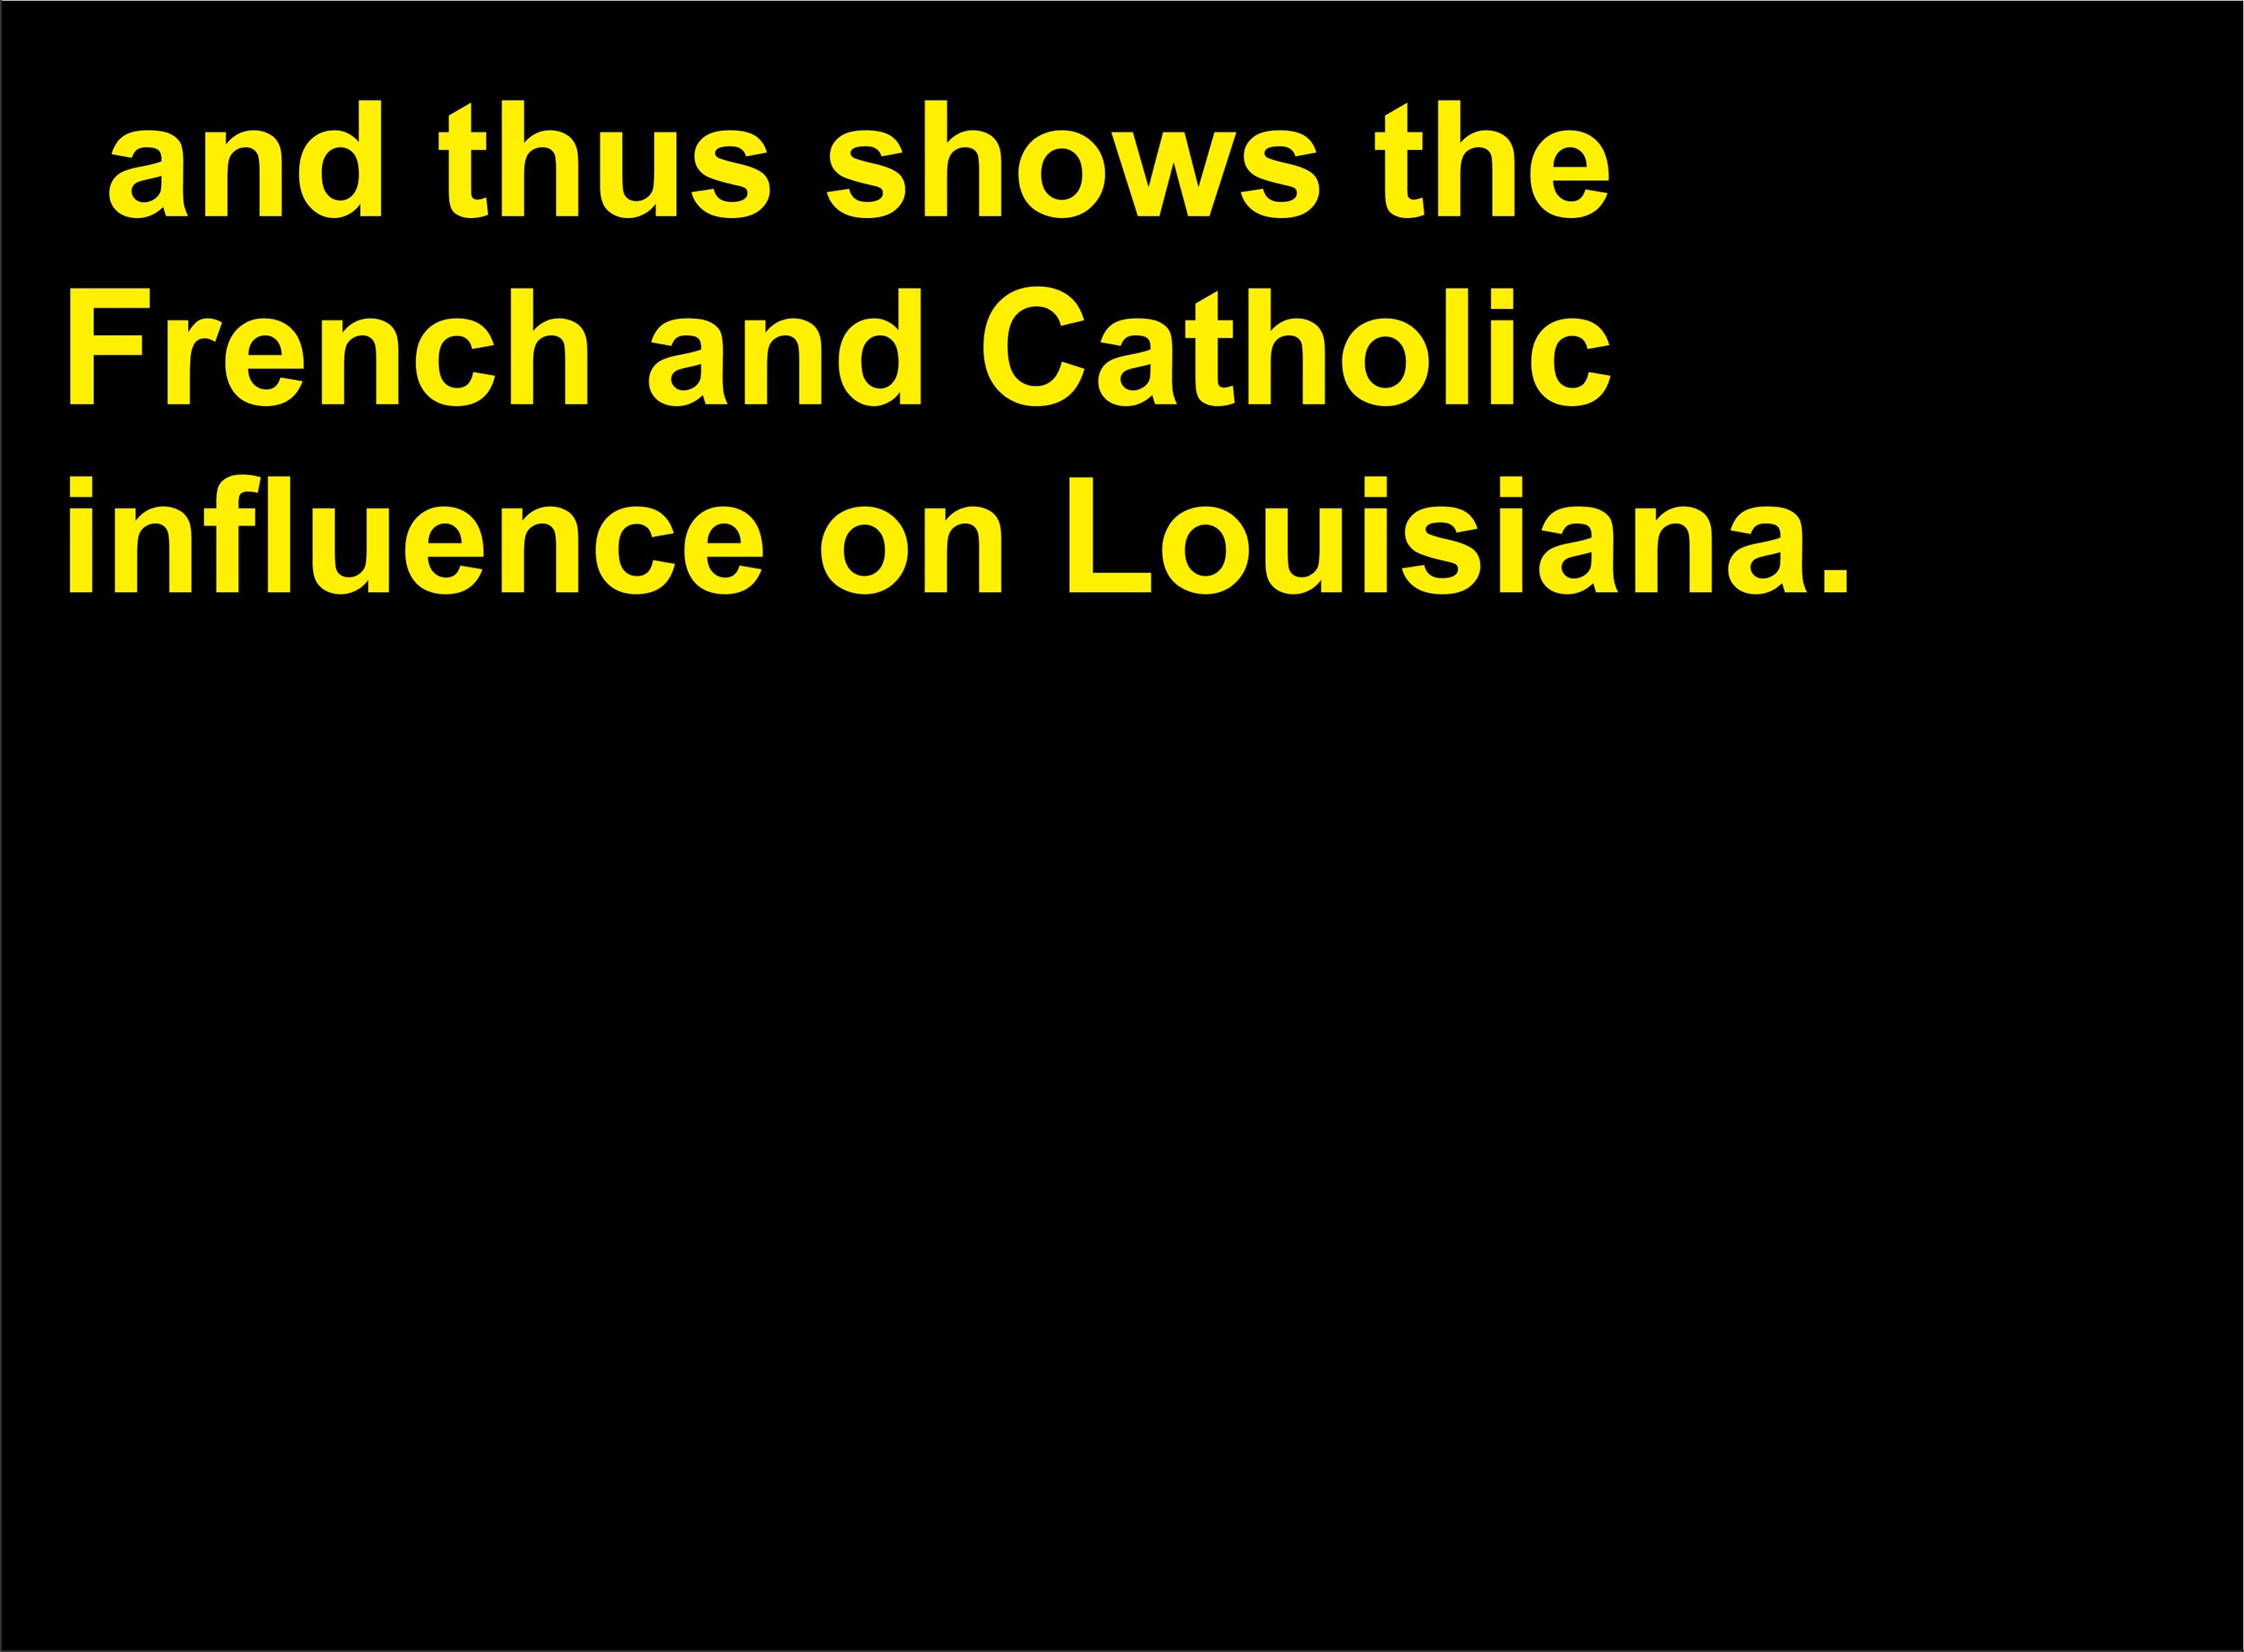 and thus shows the
French and Catholic
influence on Louisiana.